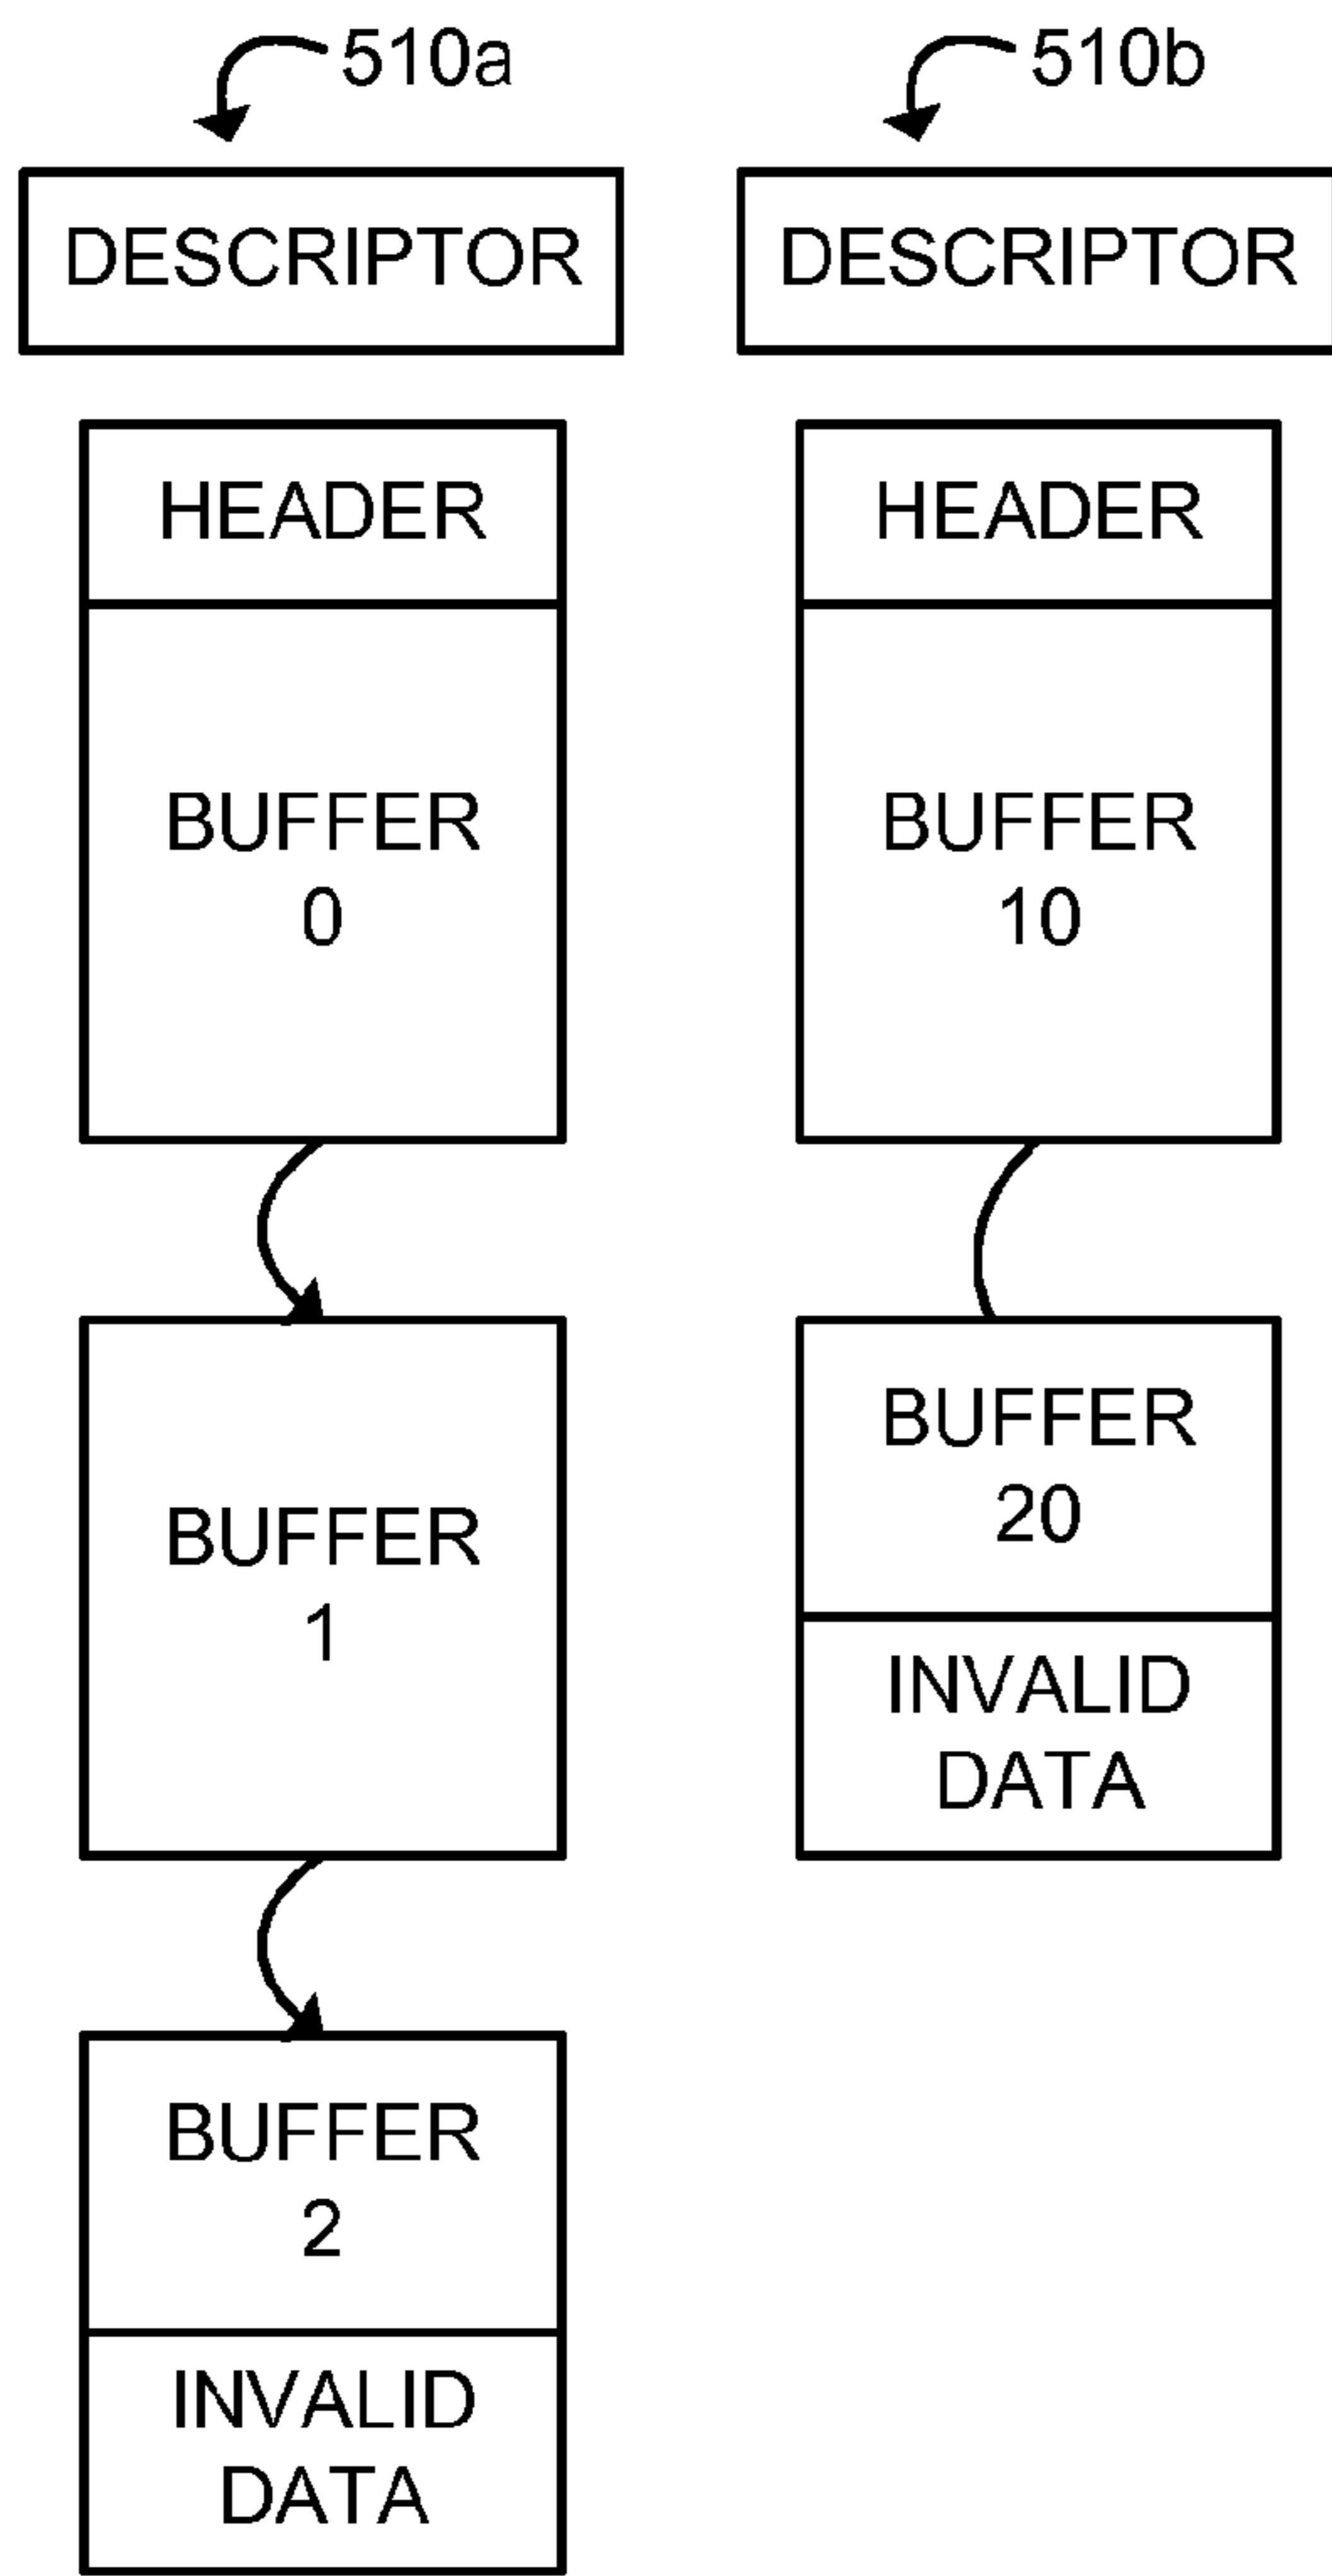 510a
DESCRIPTOR
HEADER
BUFFER
0
BUFFER
1
BUFFER
2
INVALID
DATA
510b
DESCRIPTOR
HEADER
BUFFER
10
BUFFER
20
INVALID
DATA